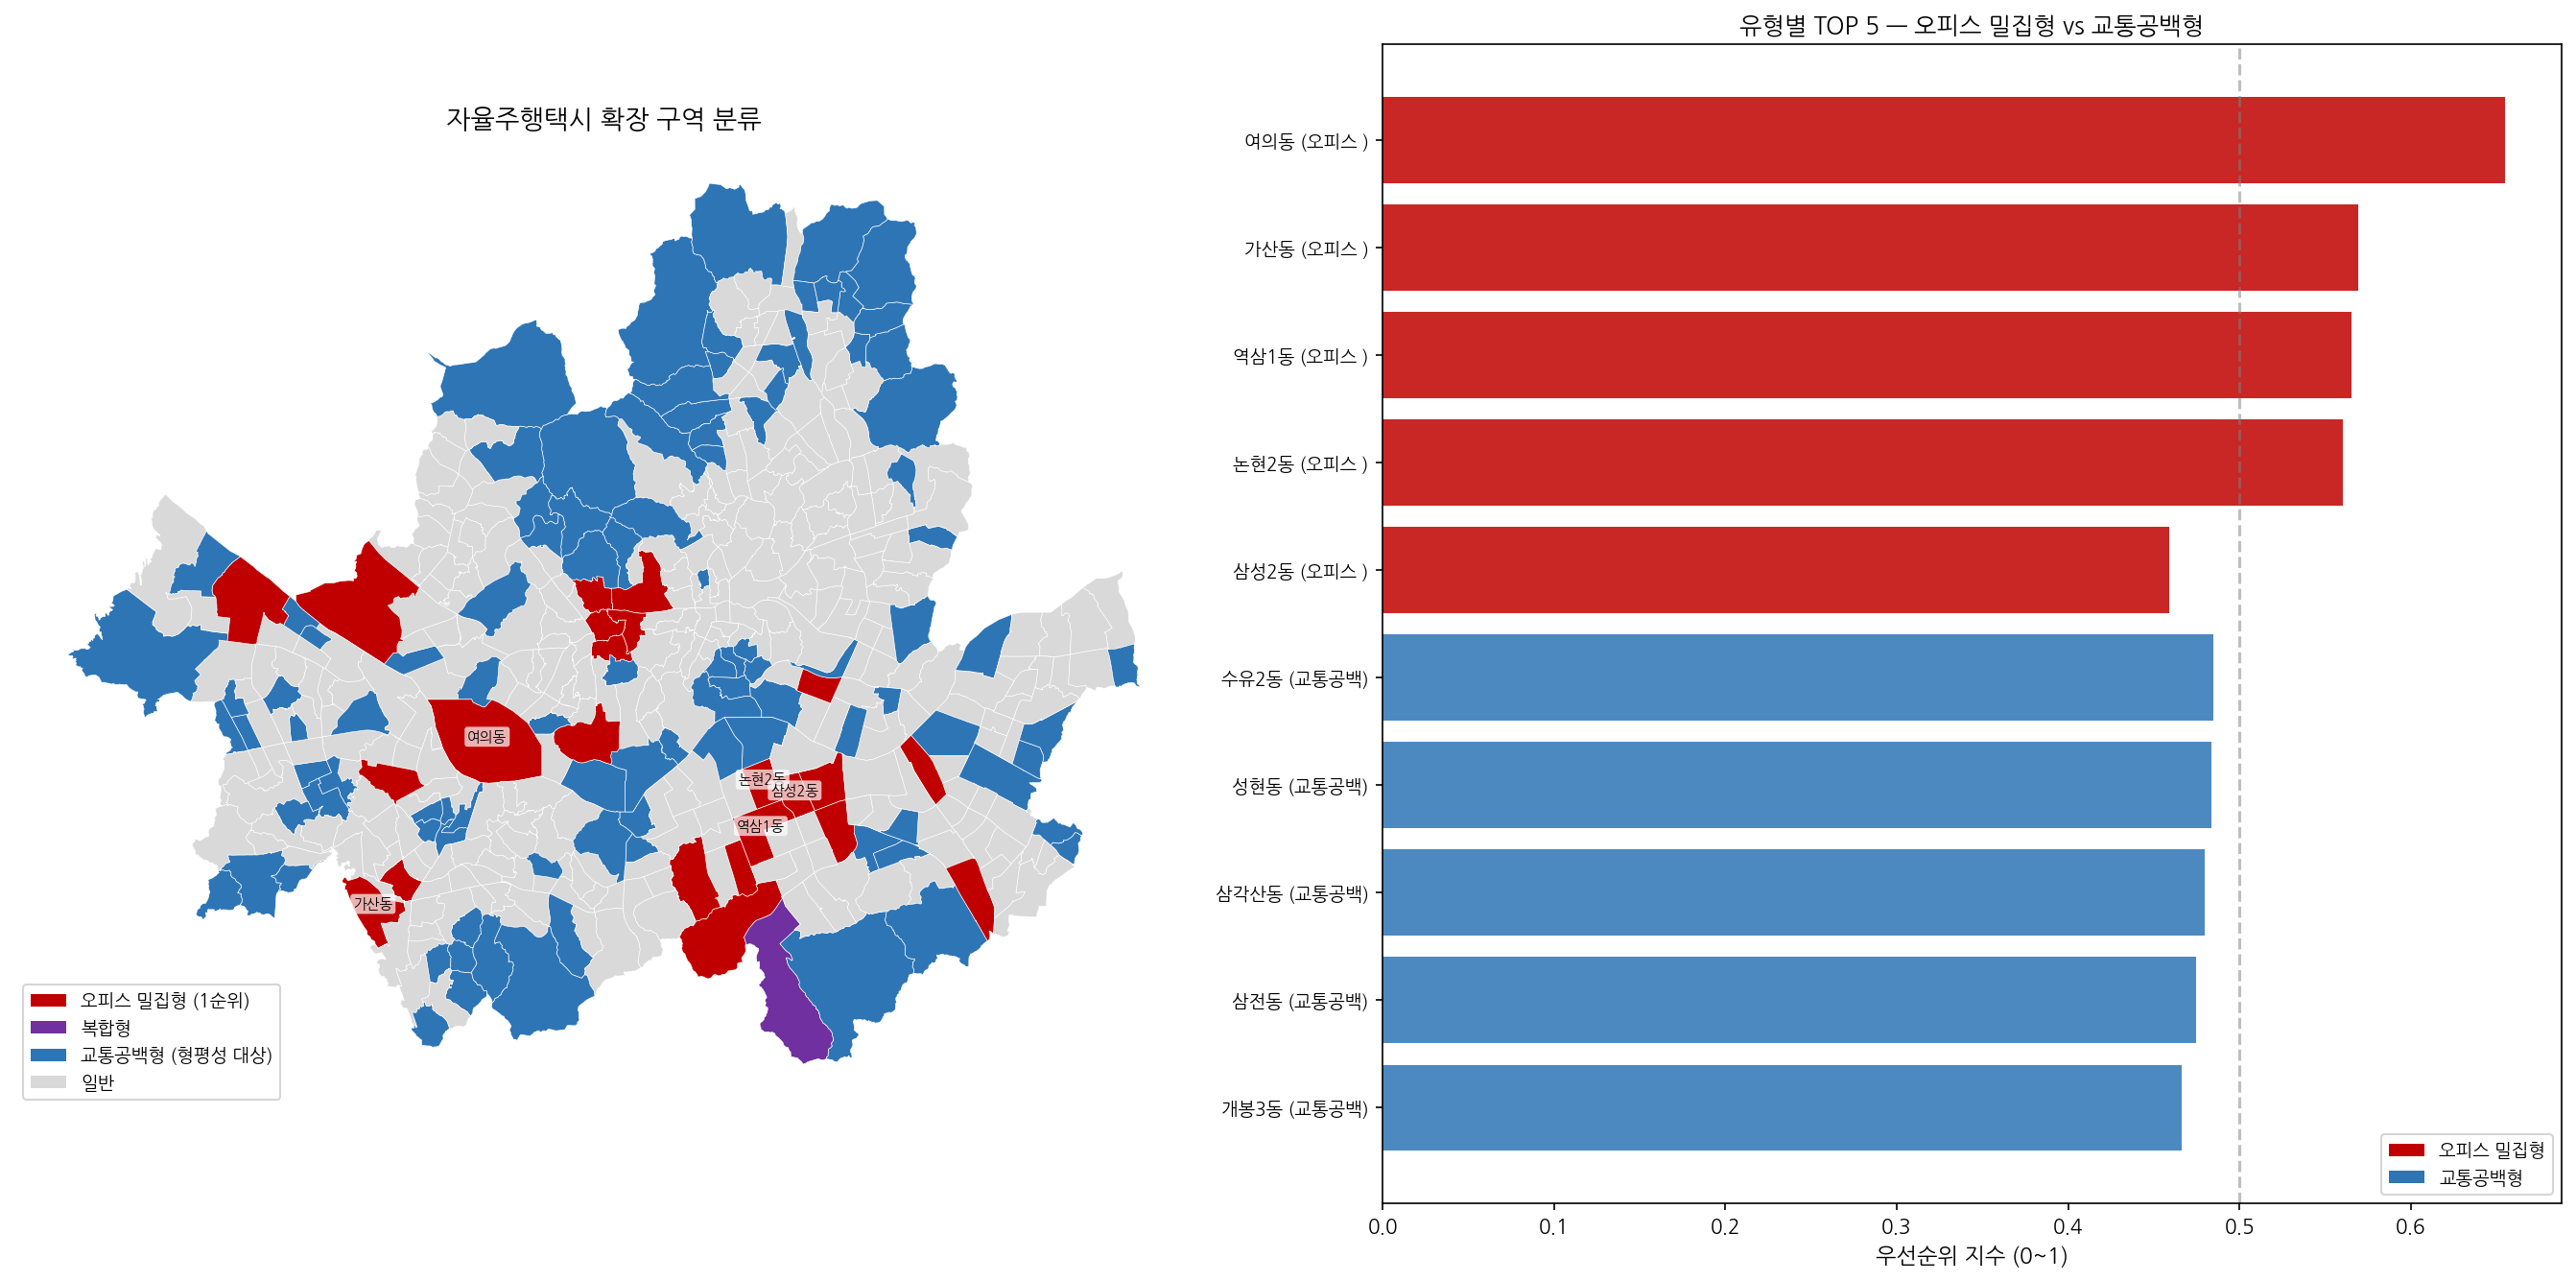 자율주행택시 확장 구역 분류
여의동
논현2동
삼성2동
역삼1동
가산동
오피스 밀집형 (1순위)
복합형
교통공백형 (형평성 대상)
일반
유형별 TOP 5 — 오피스 밀집형 vs 교통공백형
여의동 (오피스 )
가산동 (오피스 )
역삼1동 (오피스 )
논현2동 (오피스 )
삼성2동 (오피스 )
수유2동 (교통공백)
성현동 (교통공백)
삼각산동 (교통공백)
삼전동 (교통공백)
개봉3동 (교통공백)
오피스 밀집형
교통공백형
0.0 0.1 0.2 0.3 0.4 0.5 0.6
우선순위 지수 (0~1)